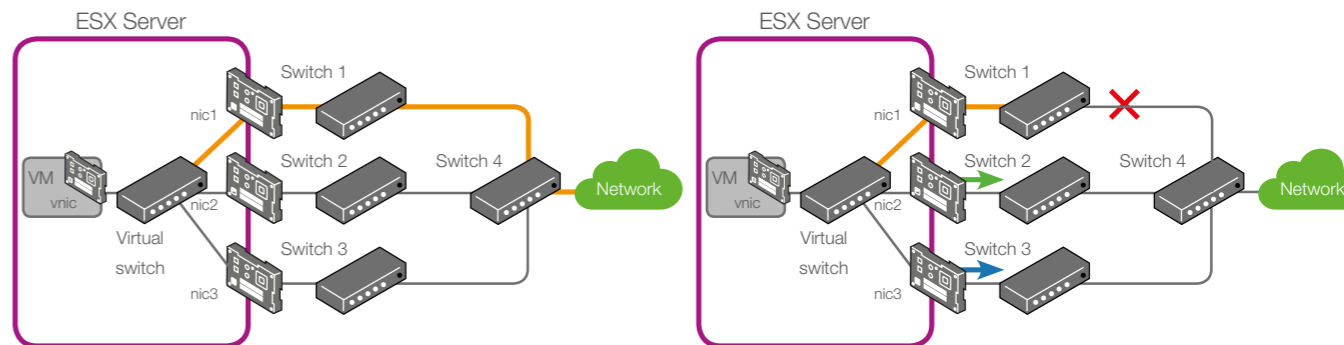 ESX Server
Switch 1
nic1
Switch 2
Switch 4
VM
vnic
nic2
Network
Virtual
switch
Switch 3
nic3
ESX Server
Switch 1
nic1
Switch 2
Switch 4
VM
vnic
nic2
Network
Virtual
switch
Switch 3
nic3